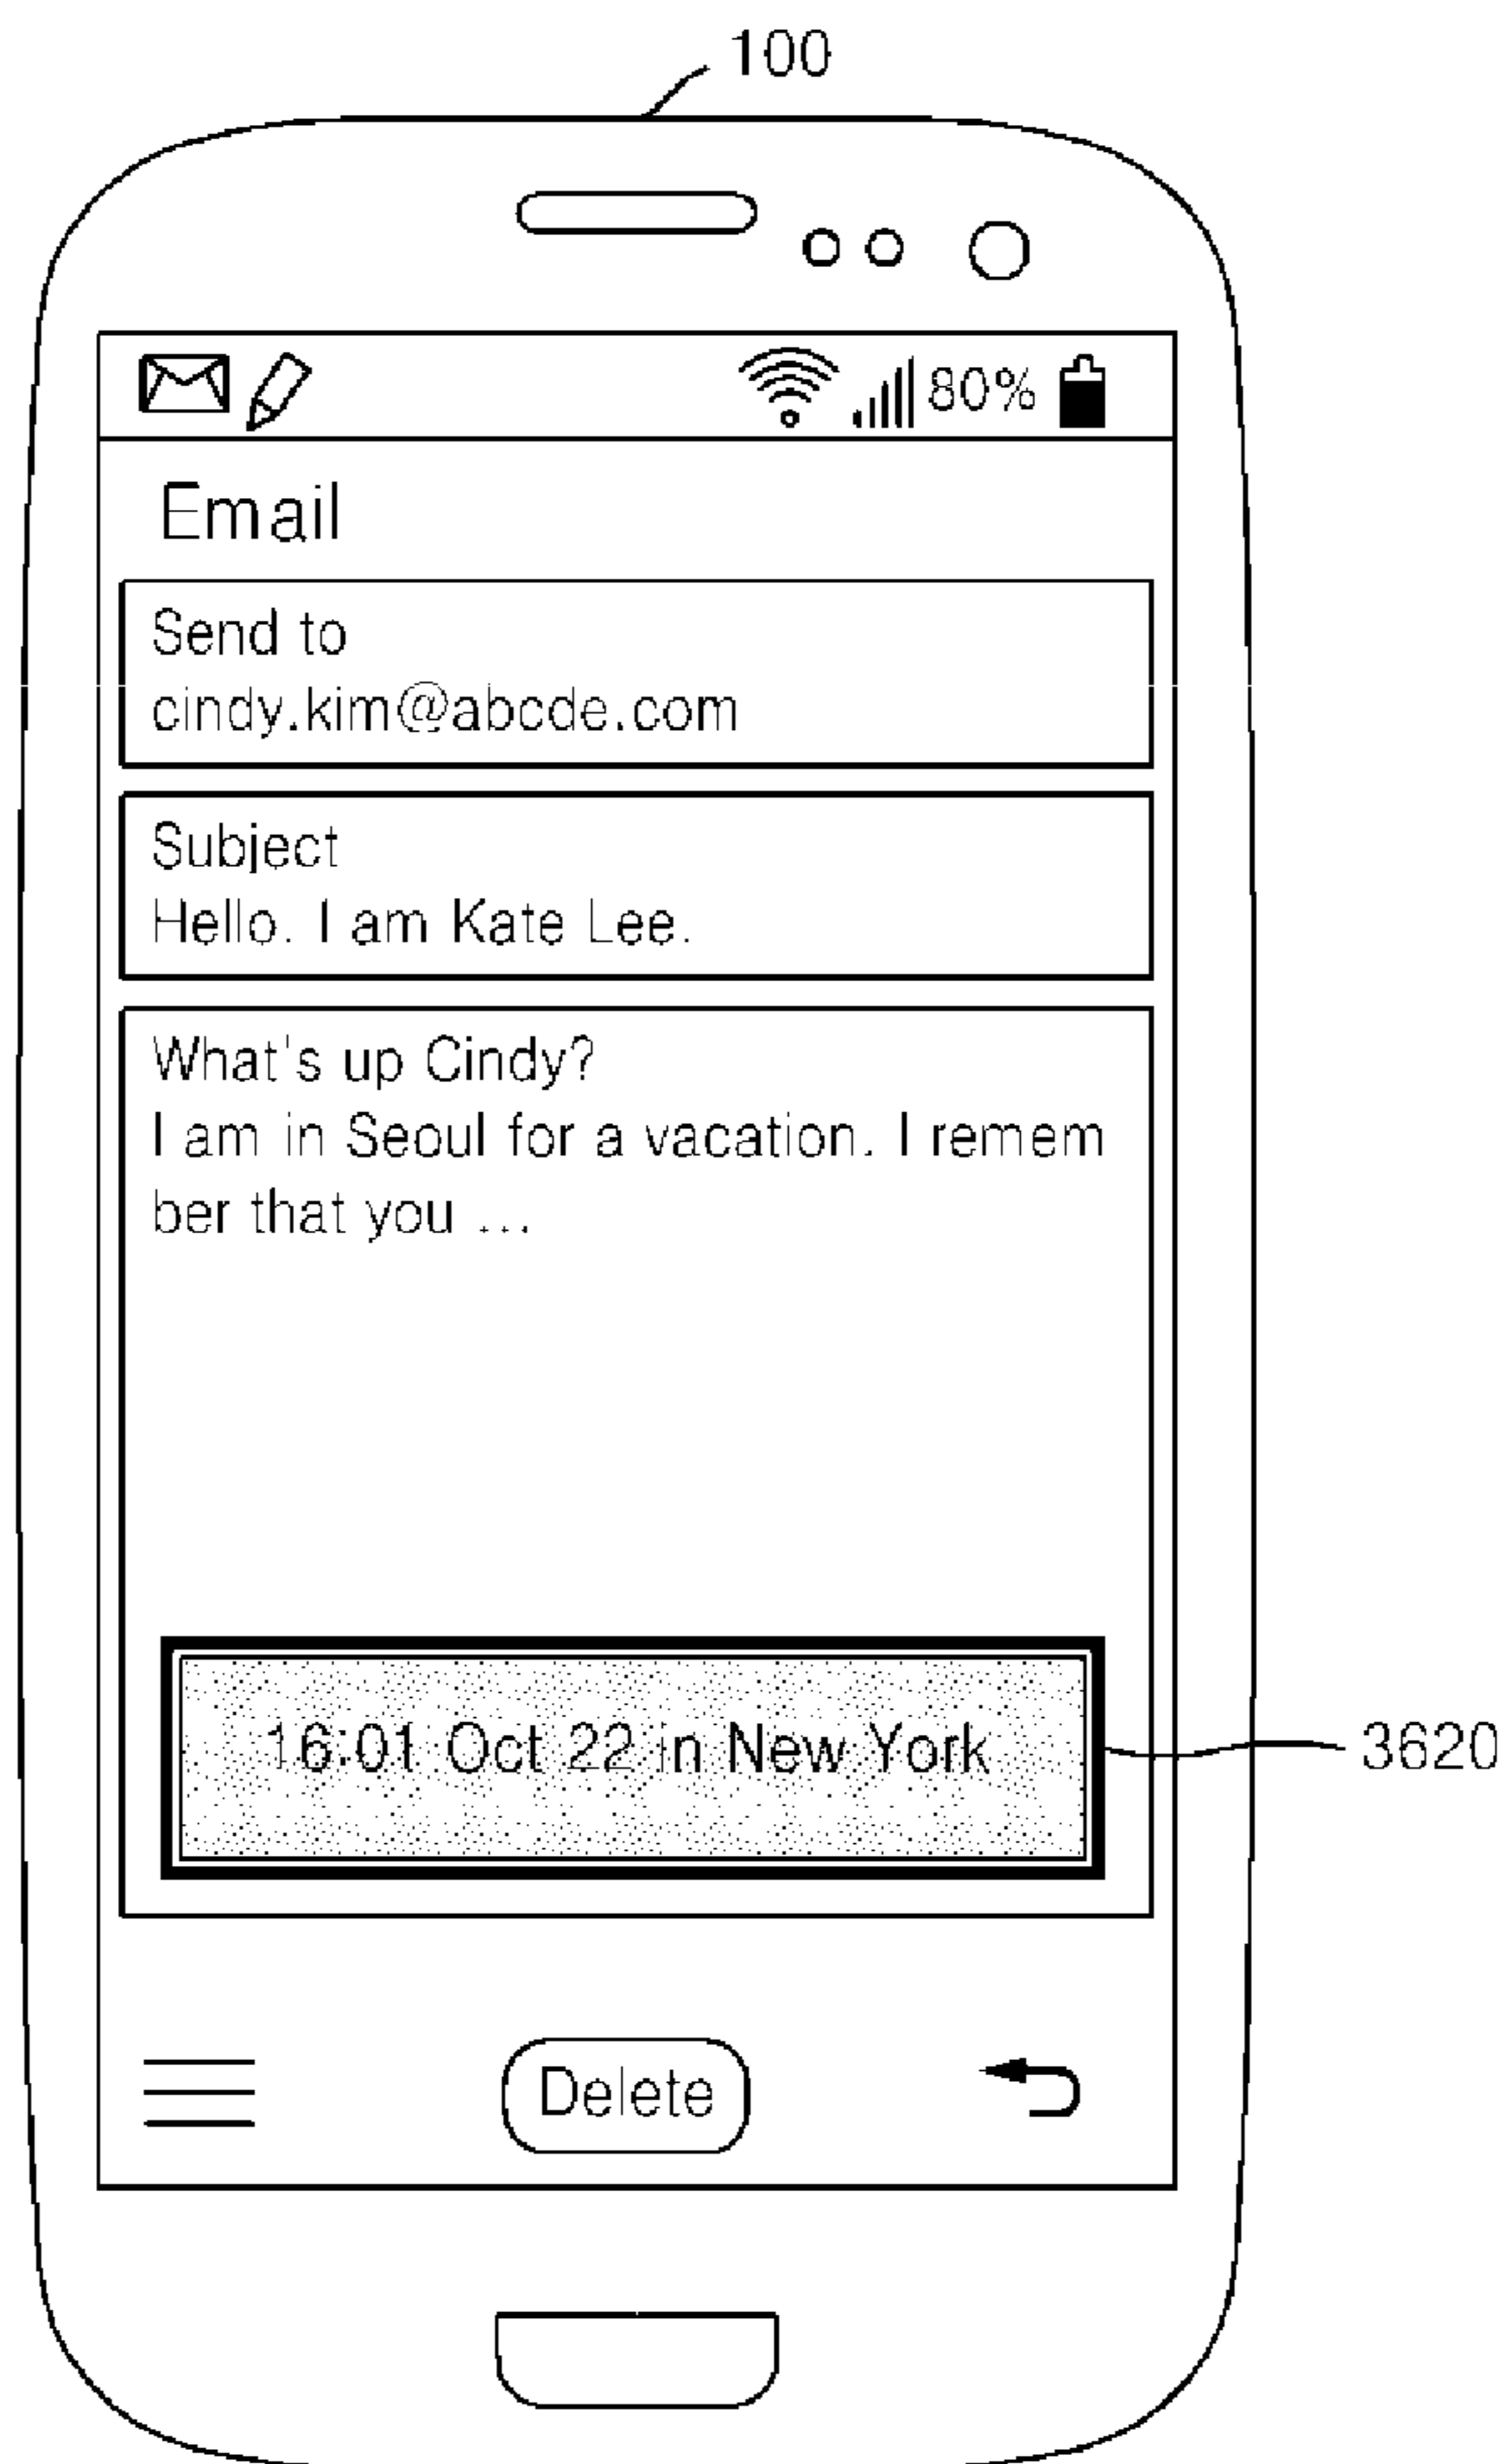 100
80%
Email
Send to
cindy.kim@abcde.com
Subject
Hello. I am Kate Lee.
What's up Cindy?
I am in Seoul for a vacation. I remem
ber that you ...
16:01 Oct 22 in New York
3620
Delete